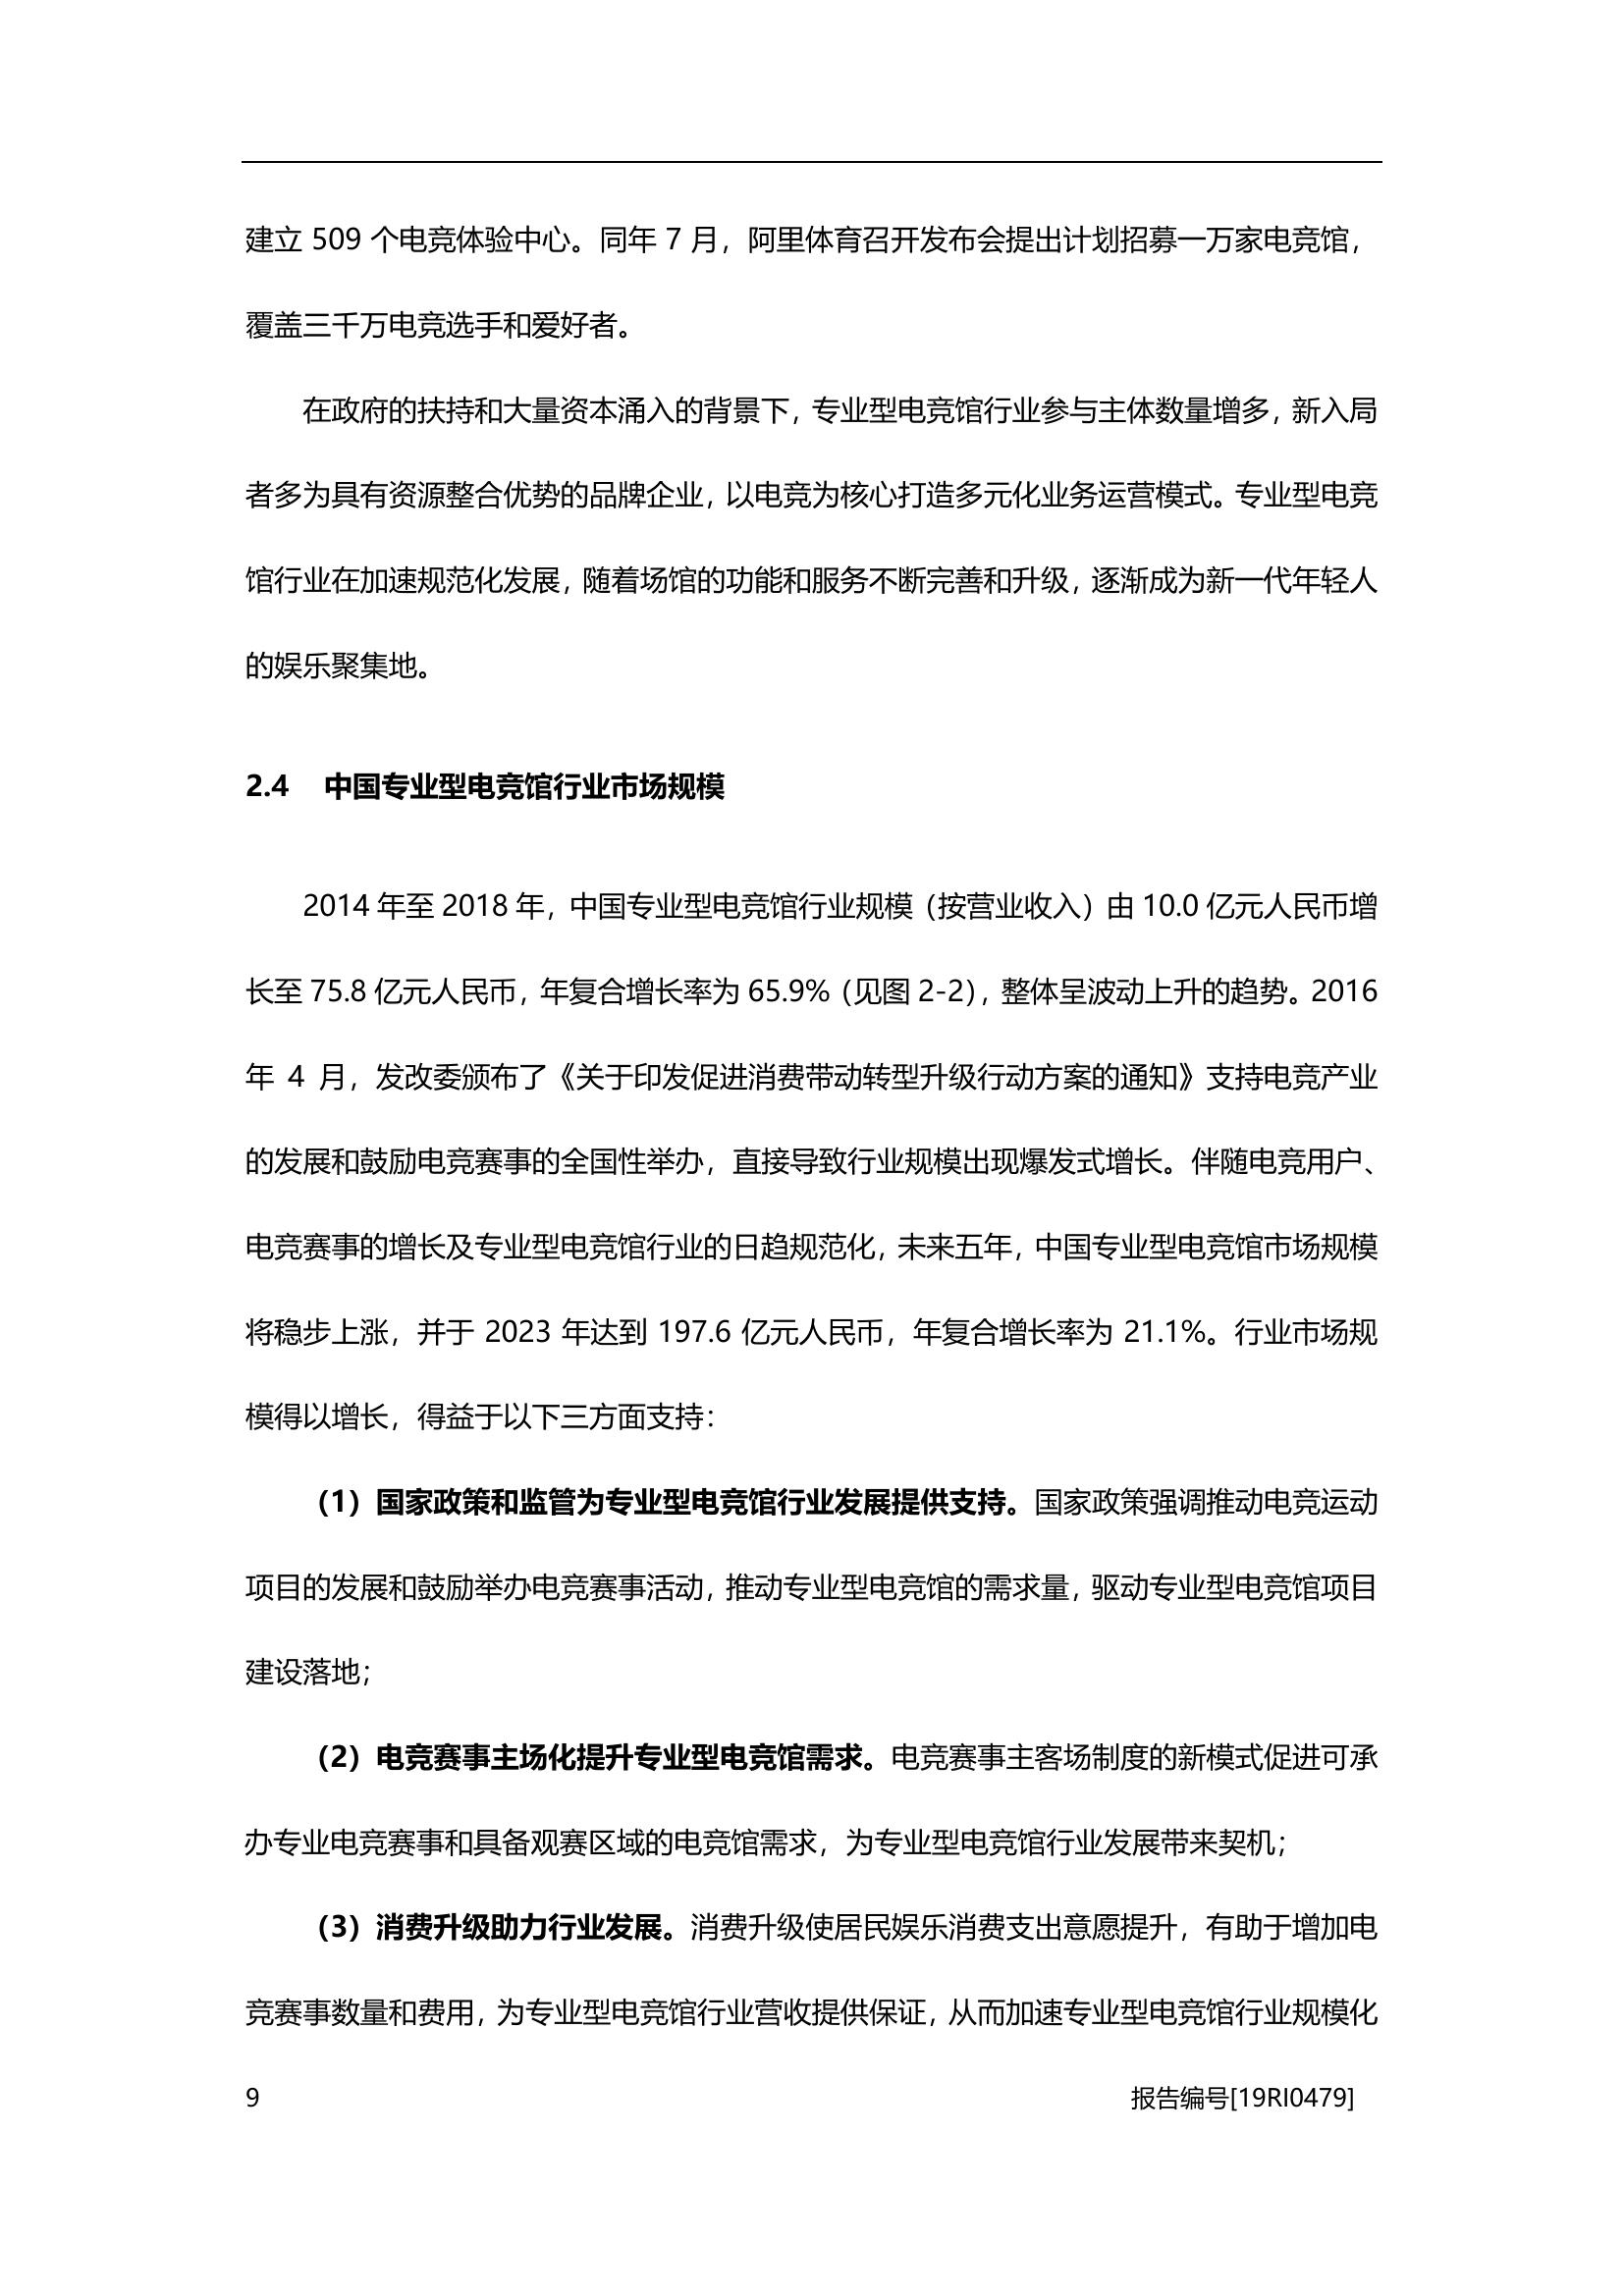 建立 509 个电竞体验中心。同年 7 月，阿里体育召开发布会提出计划招募一万家电竞馆，
覆盖三千万电竞选手和爱好者。
在政府的扶持和大量资本涌入的背景下，专业型电竞馆行业参与主体数量增多，新入局
者多为具有资源整合优势的品牌企业，以电竞为核心打造多元化业务运营模式。专业型电竞
馆行业在加速规范化发展，随着场馆的功能和服务不断完善和升级，逐渐成为新一代年轻人
的娱乐聚集地。
2.4 中国专业型电竞馆行业市场规模
2014 年至 2018 年，中国专业型电竞馆行业规模（按营业收入）由 10.0 亿元人民币增
长至 75.8 亿元人民币，年复合增长率为 65.9%（见图 2-2），整体呈波动上升的趋势。2016
年 4 月，发改委颁布了《关于印发促进消费带动转型升级行动方案的通知》支持电竞产业
的发展和鼓励电竞赛事的全国性举办，直接导致行业规模出现爆发式增长。伴随电竞用户、
电竞赛事的增长及专业型电竞馆行业的日趋规范化，未来五年，中国专业型电竞馆市场规模
将稳步上涨，并于 2023 年达到 197.6 亿元人民币，年复合增长率为 21.1%。行业市场规
模得以增长，得益于以下三方面支持：
（1）国家政策和监管为专业型电竞馆行业发展提供支持。国家政策强调推动电竞运动
项目的发展和鼓励举办电竞赛事活动，推动专业型电竞馆的需求量，驱动专业型电竞馆项目
建设落地；
（2）电竞赛事主场化提升专业型电竞馆需求。电竞赛事主客场制度的新模式促进可承
办专业电竞赛事和具备观赛区域的电竞馆需求，为专业型电竞馆行业发展带来契机；
（3）消费升级助力行业发展。消费升级使居民娱乐消费支出意愿提升，有助于增加电
竞赛事数量和费用，为专业型电竞馆行业营收提供保证，从而加速专业型电竞馆行业规模化
9 报告编号[19RI0479]